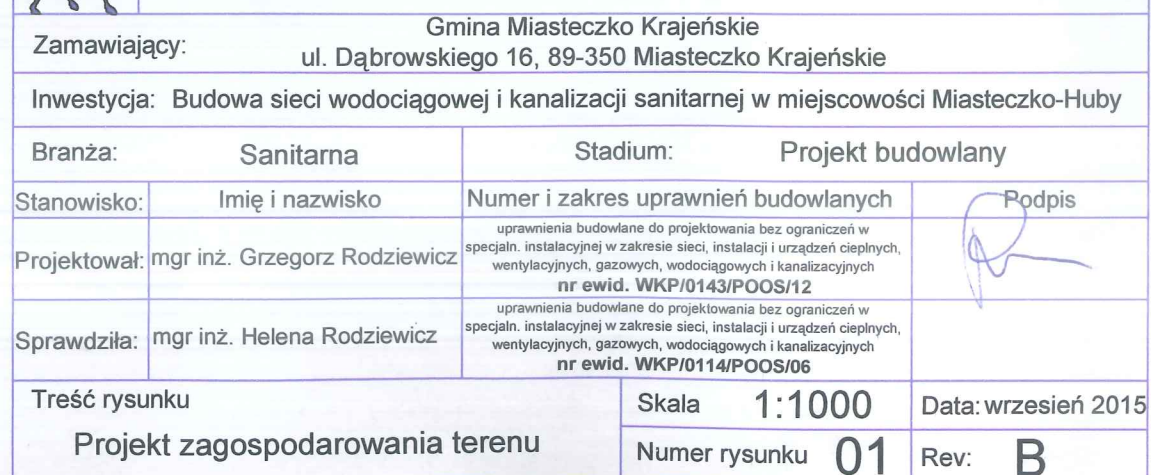 Zamawiający:
Gmina Miasteczko Krajeńskie
ul. Dąbrowskiego 16, 89-350 Miasteczko Krajeńskie
Inwestycja: Budowa sieci wodociągowej i kanalizacji sanitarnej w miejscowości Miasteczko-Huby
Branża: Sanitarna Stadium: Projekt budowlany
Stanowisko: Imię i nazwisko Numer i zakres uprawnień budowlanych Podpis
Projektował: mgr inż. Grzegorz Rodziewicz
uprawnienia budowlane do projektowania bez ograniczeń w
specjaln. instalacyjnej w zakresie sieci, instalacji i urządzeń cieplnych,
wentylacyjnych, gazowych, wodociągowych i kanalizacyjnych
nr ewid. WKP/0143/POOS/12
Sprawdziła: mgr inż. Helena Rodziewicz
uprawnienia budowlane do projektowania bez ograniczeń w
specjaln. instalacyjnej w zakresie sieci, instalacji i urządzeń cieplnych,
wentylacyjnych, gazowych, wodociągowych i kanalizacyjnych
nr ewid. WKP/0114/POOS/06
Treść rysunku
Projekt zagospodarowania terenu
Skala 1:1000 Data: wrzesień 2015
Numer rysunku 01 Rev: B